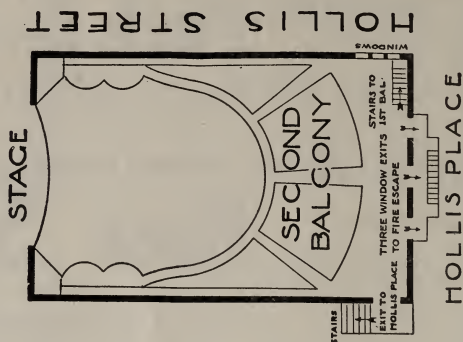 HOLLIS STREET
WINDOWS
STAGE
SECOND
BALCONY
STAIRS TO
1ST BAL.
THREE WINDOW EXITS
TO FIRE ESCAPE
EXIT TO
HOLLIS PLACE
STAIRS
HOLLIS PLACE